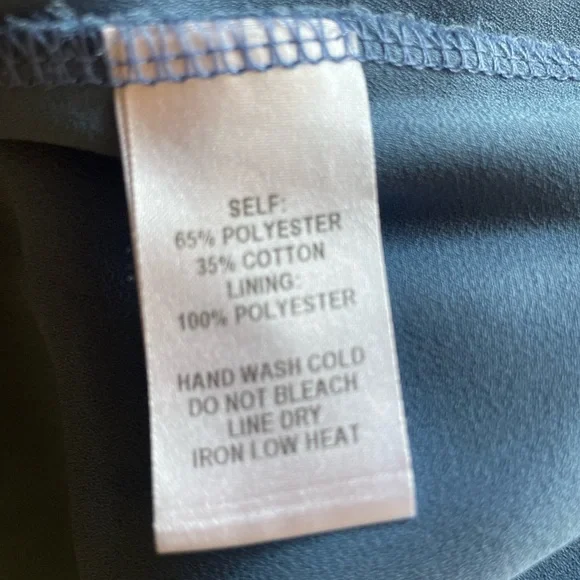 SELF:
65% POLYESTER
35% COTTON
LINING:
100% POLYESTER
HAND WASH COLD
DO NOT BLEACH
LINE DRY
IRON LOW HEAT